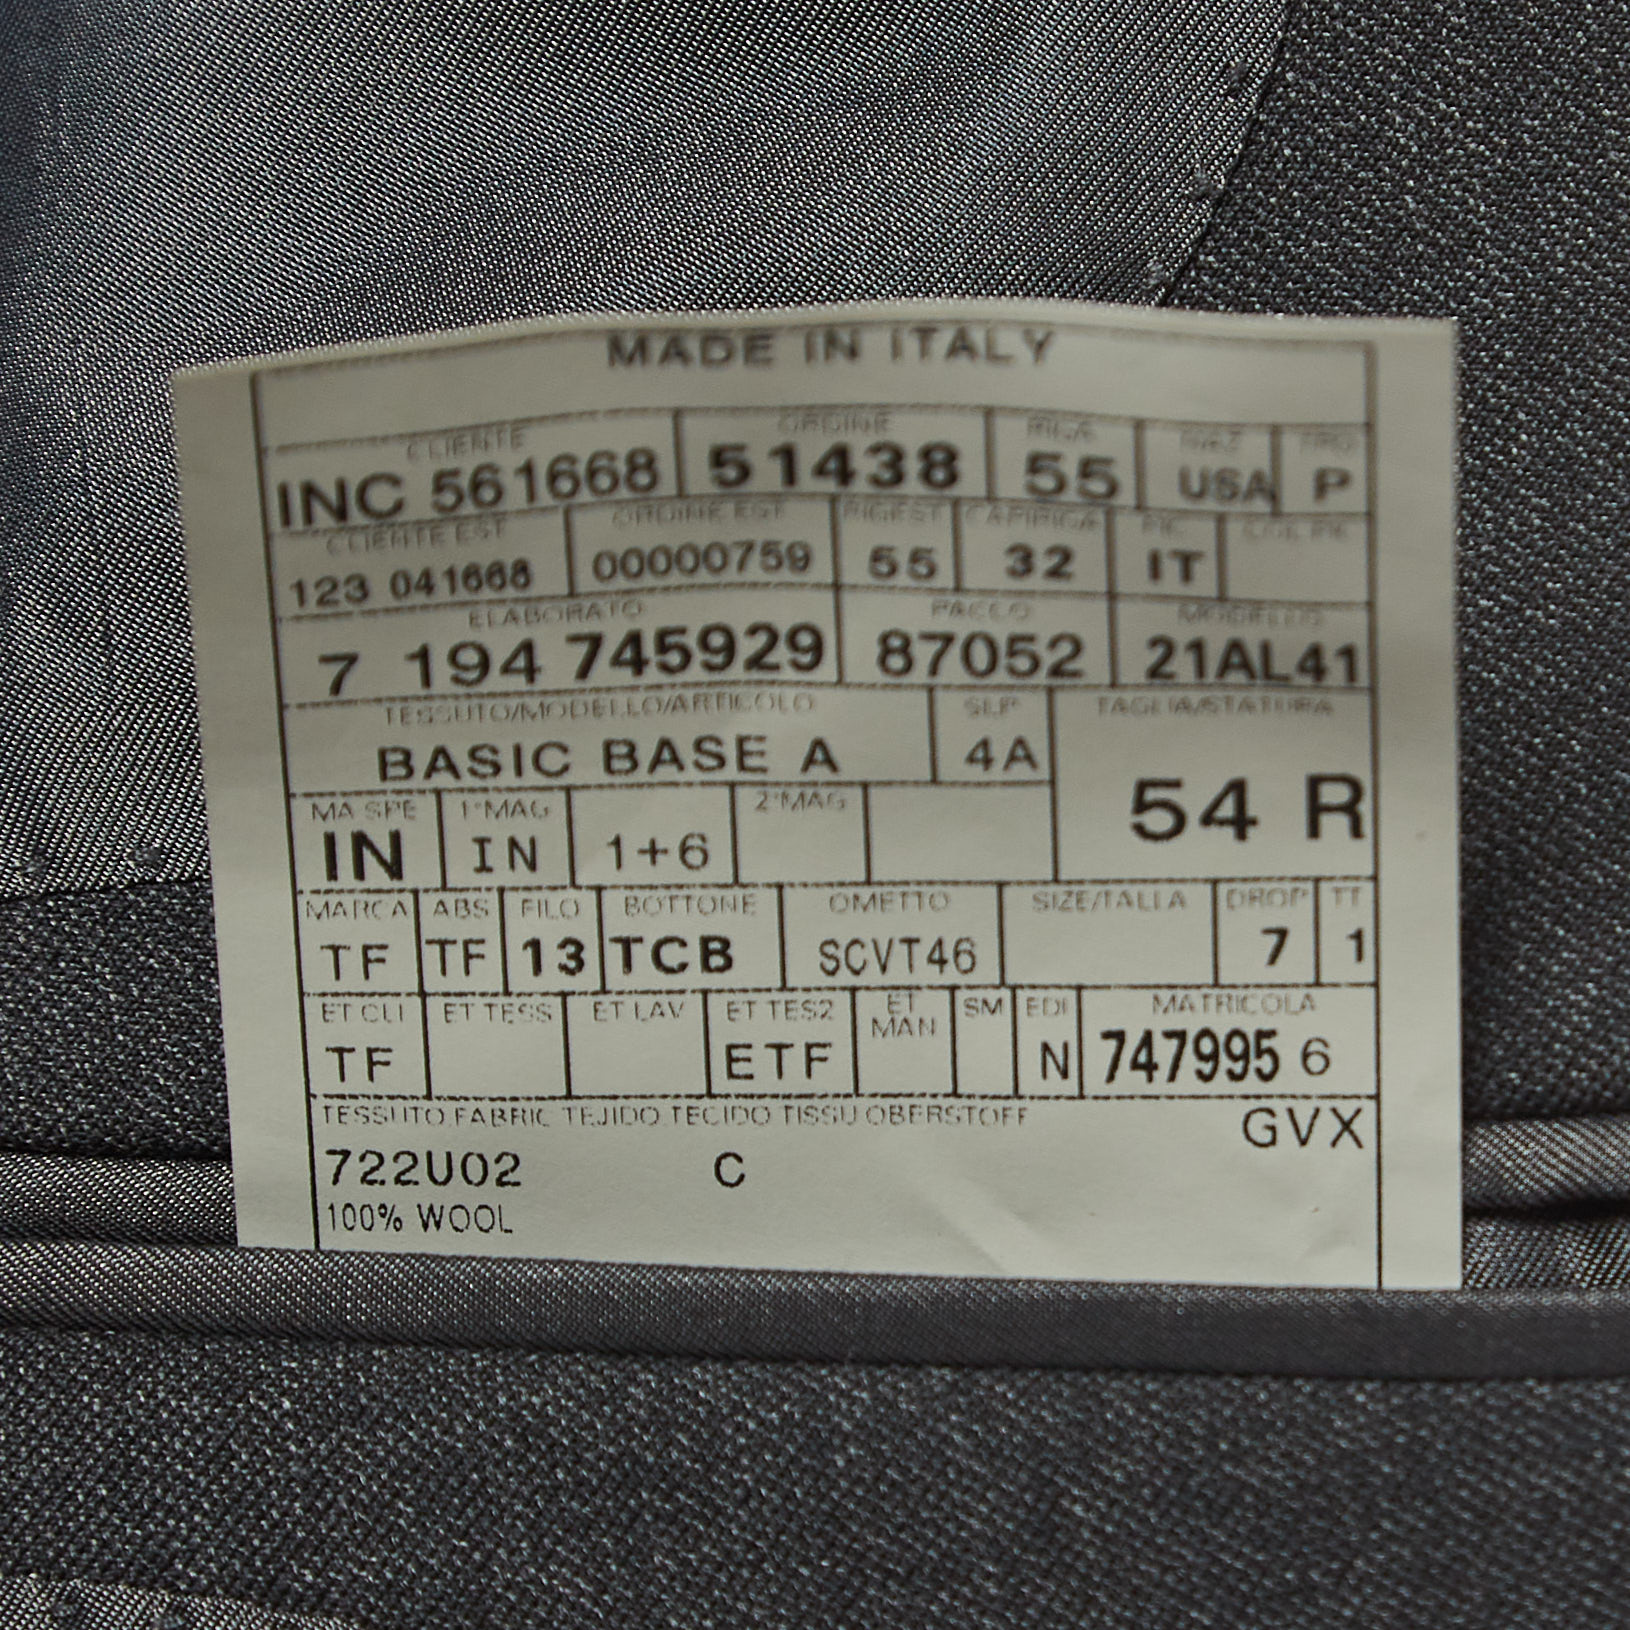 MADE IN ITALY
CLIENTE ORDINE RIGA NAZ PRO
INC 561668 51438 55 USA P
CLIENTE EST ORDINE EST RIGEST CAPIRIGA PIC
123 041668 00000759 55 32 IT
ELABORATO PACCO MODELLO
7 194 745929 87052 21AL41
TESSUTO/MODELLO/ARTICOLO SLP TAGLIA/STATURA
BASIC BASE A 4A 54 R
MA SPE 1°MAG 2°MAG
IN IN 1+6
MARCA ABS FILO BOTTONE OMETTO SIZE/TALLA DROP TT
TF TF 13 TCB SCVT46 7 1
ET CLI ET TESS ET LAV ET TES2 ET MAN SM EDI MATRICOLA
TF ETF N 747995 6
TESSUTO FABRIC TEJIDO TECIDO TISSU OBERSTOFF GVX
722U02 C
100% WOOL